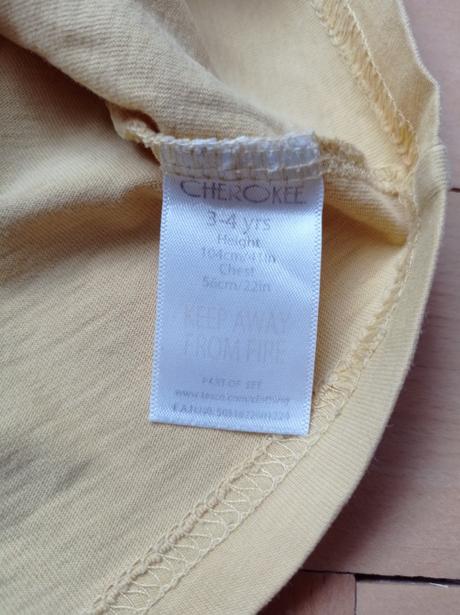 CHEROKEE
3-4 yrs
Height
104cm/41in
Chest
56cm/22in
KEEP AWAY
FROM FIRE
PART OF SET
www.tesco.com/clothing